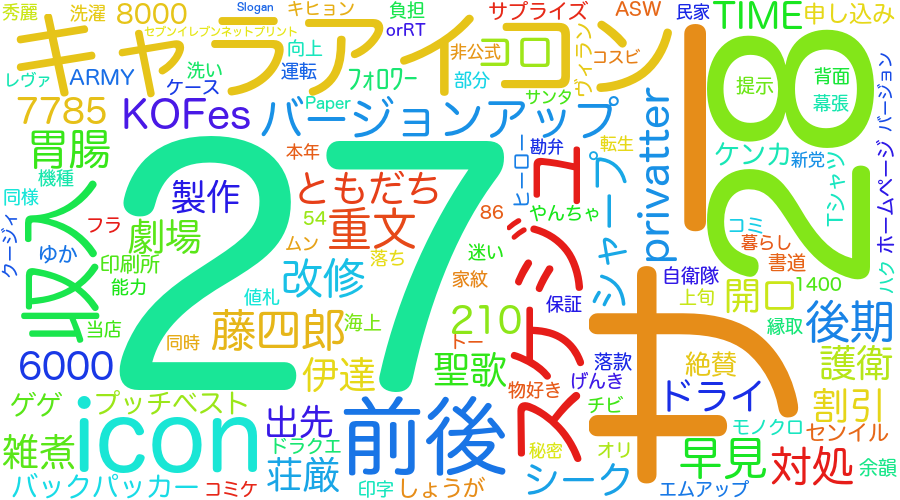 秀麗
洗濯
8000
Slogan
キヒョン
負担
サプライズ
ASW
民家
TIME
申し込み
セブンイレブンネットプリント
キャラアイコン
orRT
非公式
コロ
ヴィラン
コスビ
28
提示
背面
幕張
バージョン
レヴァ
ARMY
洗い
ケース
向上
運転
フォロワー
部分
サンタ
7785
KOFes
Paper
バージョンアップ
勘弁
転生
ヒーロー
ケンカ
新党
Tシャツ
ホームページ
胃腸
機種
同様
製作
27
本年
ともだち
スケジュ
シャープ
privatter
やんちゃ
コミ
暮らし
書道
ハク
クージィ
ゆか
フラ
劇場
54
重文
86
ムン
落ち
迷い
家紋
収入
印刷所
能力
改修
値札
保証
自衛隊
上旬
1400
開口
後期
縁取
当店
同時
藤四郎
海上
210
トー
6000
伊達
聖歌
物好き
落款
げんき
絶賛
護衛
ゲゲ
プッチベスト
icon
出先
前後
チビ
ドライ
割引
雑煮
ドラクエ
荘厳
秘密
オリ
モノクロ
センイル
早見
対処
余韻
バックパッカー
コミケ
印字
しょうが
シーク
エムアップ